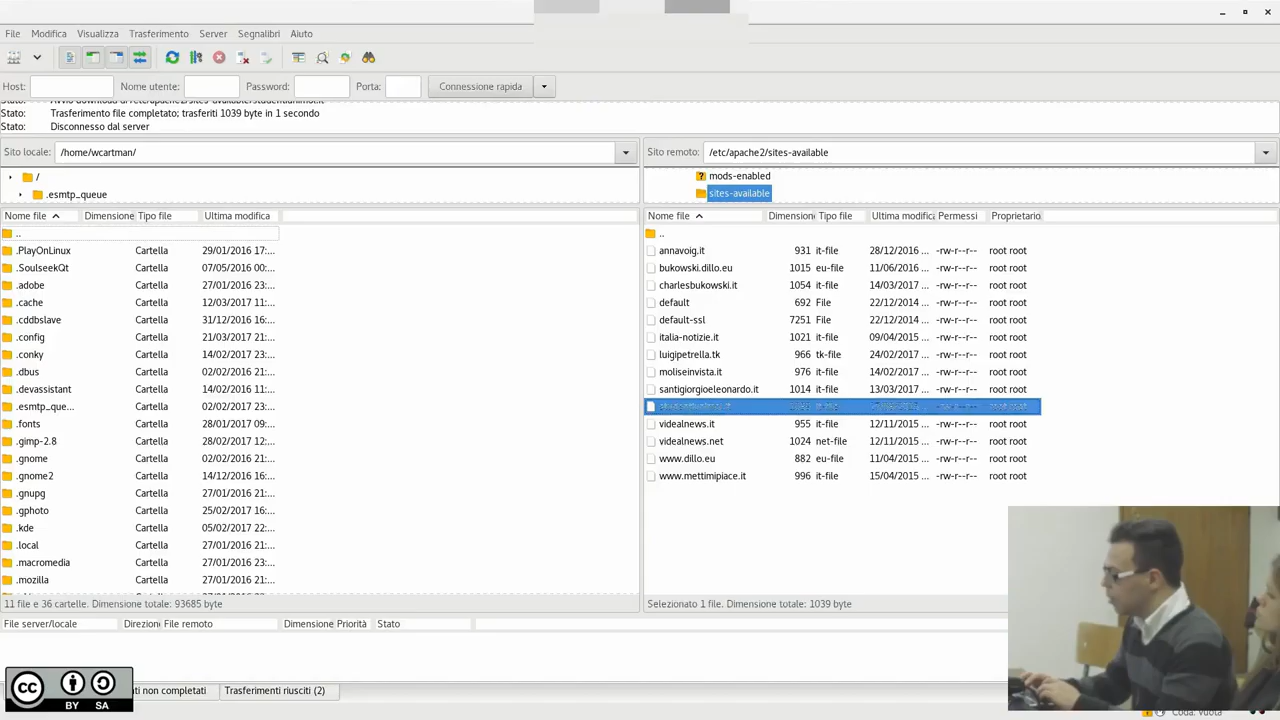 File Modifica Visualizza Trasferimento Server Segnalibri Aiuto
Host: Nome utente: Password: Porta: Connessione rapida
Stato:
Stato: Trasferimento file completato; trasferiti 1039 byte in 1 secondo
Stato: Disconnesso dal server
Sito locale: /home/wcartman/
Sito remoto: /etc/apache2/sites-available
/
.esmtp_queue
? mods-enabled
sites-available
Nome file Dimensione Tipo file Ultima modifica
..
.PlayOnLinux Cartella 29/01/2016 17:...
.SoulseekQt Cartella 07/05/2016 00:...
.adobe Cartella 27/01/2016 23:...
.cache Cartella 12/03/2017 11:...
.cddbslave Cartella 31/12/2016 16:...
.config Cartella 21/03/2017 21:...
.conky Cartella 14/02/2017 23:...
.dbus Cartella 27/01/2016 21:...
.devassistant Cartella 14/02/2016 11:...
.esmtp_que... Cartella 02/02/2017 23:...
.fonts Cartella 28/01/2017 09:...
.gimp-2.8 Cartella 28/02/2017 12:...
.gnome Cartella 02/02/2016 21:...
.gnome2 Cartella 14/12/2016 16:...
.gnupg Cartella 27/01/2016 21:...
.gphoto Cartella 25/02/2017 16:...
.kde Cartella 05/02/2017 22:...
.local Cartella 27/01/2016 21:...
.macromedia Cartella 27/01/2016 23:...
.mozilla Cartella 27/01/2016 21:...
11 file e 36 cartelle. Dimensione totale: 93685 byte
Nome file Dimension Tipo file Ultima modific Permessi Proprietario
..
annavoig.it 931 it-file 28/12/2016 ... -rw-r--r-- root root
bukowski.dillo.eu 1015 eu-file 11/06/2016 ... -rw-r--r-- root root
charlesbukowski.it 1054 it-file 14/03/2017 ... -rw-r--r-- root root
default 692 File 22/12/2014 ... -rw-r--r-- root root
default-ssl 7251 File 22/12/2014 ... -rw-r--r-- root root
italia-notizie.it 1021 it-file 09/04/2015 ... -rw-r--r-- root root
luigipetrella.tk 966 tk-file 24/02/2017 ... -rw-r--r-- root root
moliseinvista.it 976 it-file 14/02/2017 ... -rw-r--r-- root root
santigiorgioeleonardo.it 1014 it-file 13/03/2017 ... -rw-r--r-- root root
videalnews.it 955 it-file 12/11/2015 ... -rw-r--r-- root root
videalnews.net 1024 net-file 12/11/2015 ... -rw-r--r-- root root
www.dillo.eu 882 eu-file 11/04/2015 ... -rw-r--r-- root root
www.mettimipiace.it 996 it-file 15/04/2015 ... -rw-r--r-- root root
Selezionato 1 file. Dimensione totale: 1039 byte
File server/locale Direzion File remoto Dimensione Priorità Stato
ti non completati Trasferimenti riusciti (2)
Coda: vuota
cc BY SA